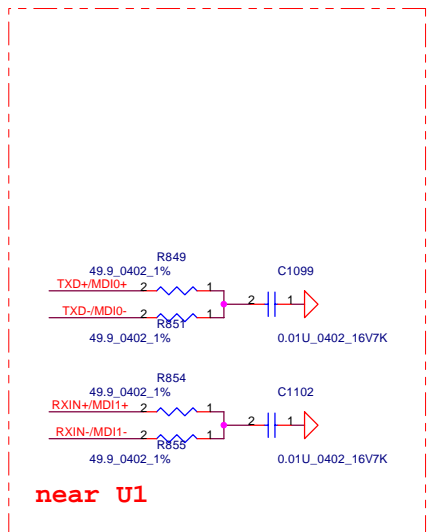 R849
49.9_0402_1%
C1099
TXD+/MDI0+ 2 1
2 1
TXD-/MDI0- 2 1
R851
49.9_0402_1%
0.01U_0402_16V7K
R854
49.9_0402_1%
C1102
RXIN+/MDI1+ 2 1
2 1
RXIN-/MDI1- 2 1
R855
49.9_0402_1%
0.01U_0402_16V7K
near U1